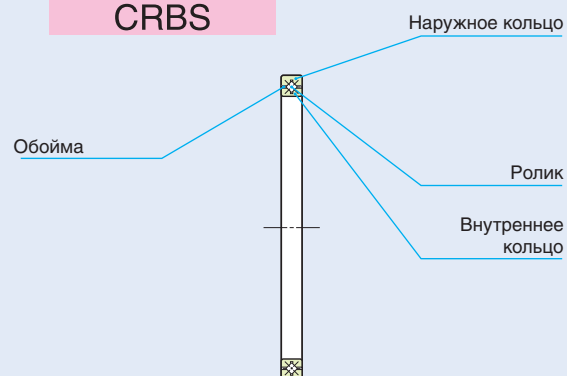 CRBS
Наружное кольцо
Обойма
Ролик
Внутреннее
кольцо